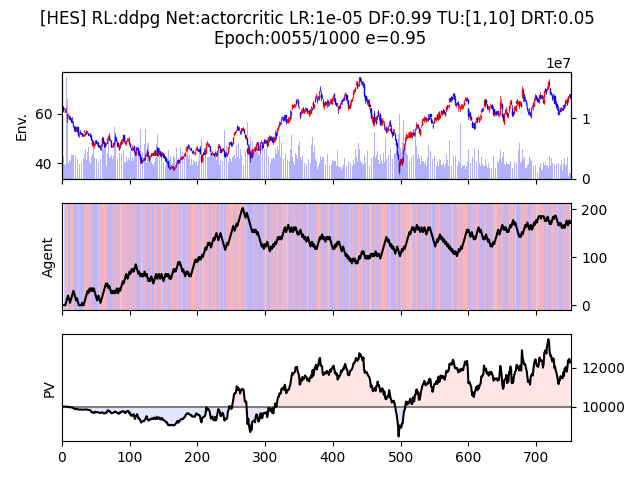 [HES] RL:ddpg Net:actorcritic LR:1e-05 DF:0.99 TU:[1,10] DRT:0.05
Epoch:0055/1000 e=0.95
1e7
Env.
60
40
1
0
Agent
200
100
0
PV
12000
10000
0 100 200 300 400 500 600 700